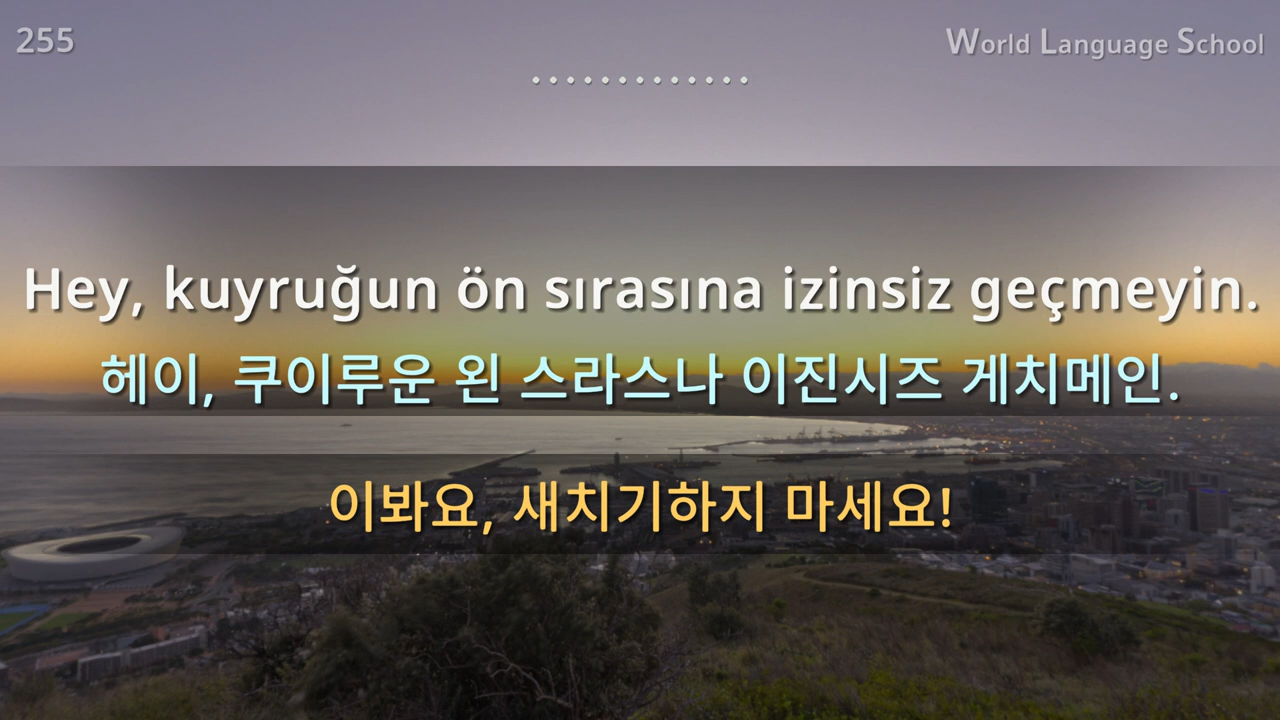 255
World Language School
Hey, kuyruğun ön sırasına izinsiz geçmeyin.
헤이, 쿠이루운 왼 스라스나 이진시즈 게치메인.
이봐요, 새치기하지 마세요!